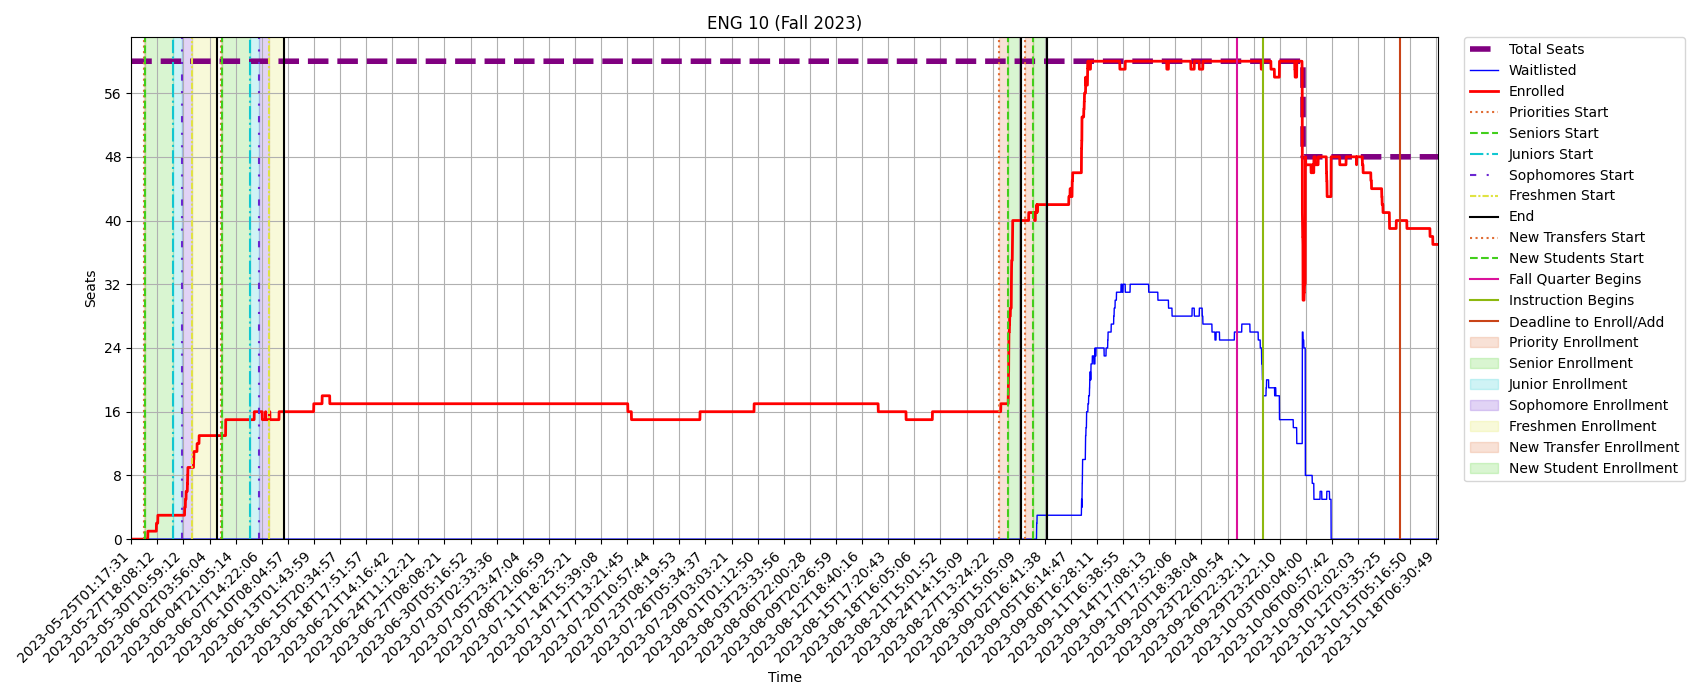 ENG 10 (Fall 2023)
Seats
56
48
40
32
24
16
8
0
2023-05-25T01:17:31
2023-05-27T18:08:12
2023-05-30T10:59:12
2023-06-02T03:56:04
2023-06-04T21:05:14
2023-06-07T14:22:06
2023-06-10T08:04:57
2023-06-13T01:43:59
2023-06-15T20:34:57
2023-06-18T17:51:57
2023-06-21T14:16:42
2023-06-24T11:12:21
2023-06-27T08:08:21
2023-06-30T05:16:52
2023-07-03T02:33:36
2023-07-05T23:47:04
2023-07-08T21:06:59
2023-07-11T18:25:21
2023-07-14T15:39:08
2023-07-17T13:21:45
2023-07-20T10:57:44
2023-07-23T08:19:53
2023-07-26T05:34:37
2023-07-29T03:03:21
2023-08-01T01:12:50
2023-08-03T23:33:56
2023-08-06T22:00:28
2023-08-09T20:26:59
2023-08-12T18:40:16
2023-08-15T17:20:43
2023-08-18T16:05:06
2023-08-21T15:01:52
2023-08-24T14:15:09
2023-08-27T13:24:22
2023-08-30T15:05:09
2023-09-02T16:41:38
2023-09-05T16:14:47
2023-09-08T16:28:11
2023-09-11T16:38:55
2023-09-14T17:08:13
2023-09-17T17:52:06
2023-09-20T18:38:04
2023-09-23T22:00:54
2023-09-26T22:32:11
2023-09-29T23:22:10
2023-10-03T00:04:00
2023-10-06T00:57:42
2023-10-09T02:02:03
2023-10-12T03:35:25
2023-10-15T05:16:50
2023-10-18T06:30:49
Time
Total Seats
Waitlisted
Enrolled
Priorities Start
Seniors Start
Juniors Start
Sophomores Start
Freshmen Start
End
New Transfers Start
New Students Start
Fall Quarter Begins
Instruction Begins
Deadline to Enroll/Add
Priority Enrollment
Senior Enrollment
Junior Enrollment
Sophomore Enrollment
Freshmen Enrollment
New Transfer Enrollment
New Student Enrollment